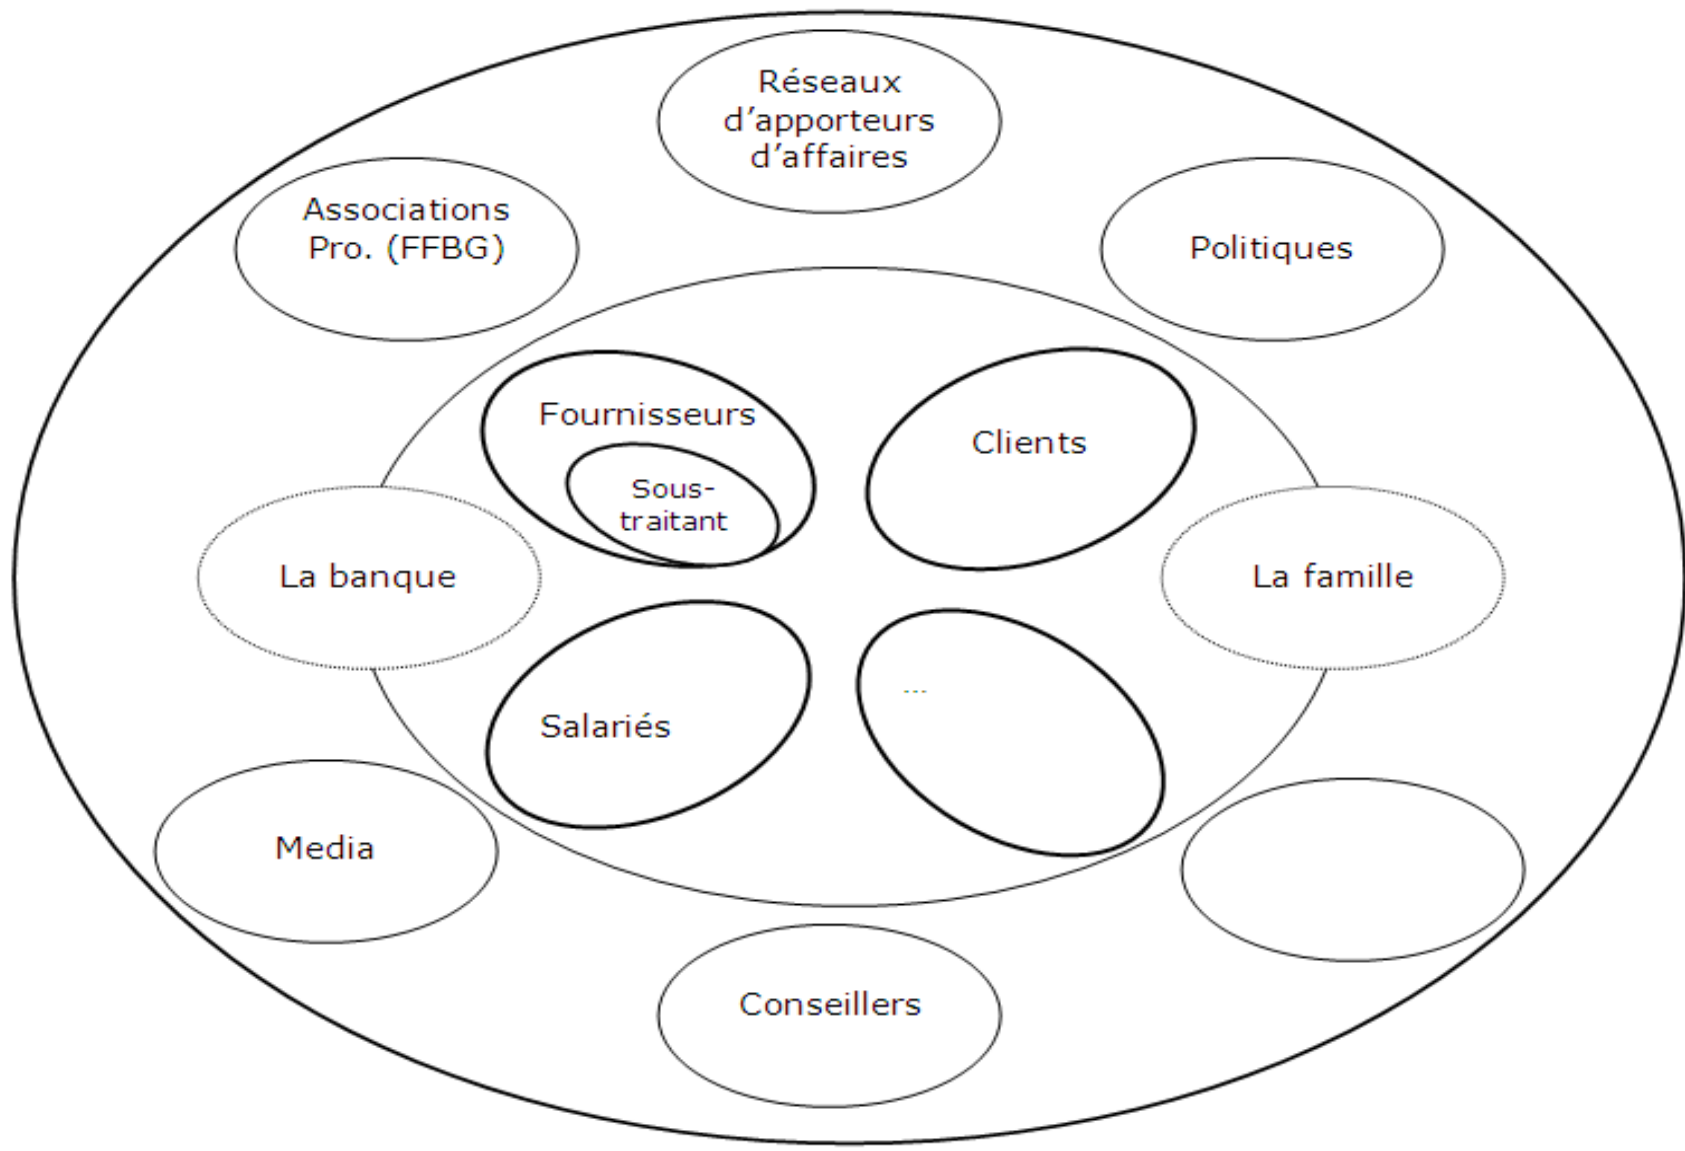 Réseaux
d’apporteurs
d’affaires
Associations
Pro. (FFBG)
Politiques
Fournisseurs
Sous-
traitant
Clients
La banque
La famille
Salariés
---
Media
Conseillers